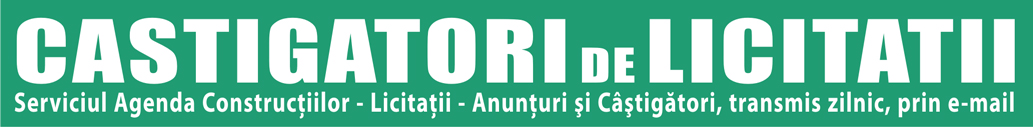 CASTIGATORI DE LICITATII
Serviciul Agenda Construcțiilor - Licitații - Anunțuri şi Câştigători, transmis zilnic, prin e-mail